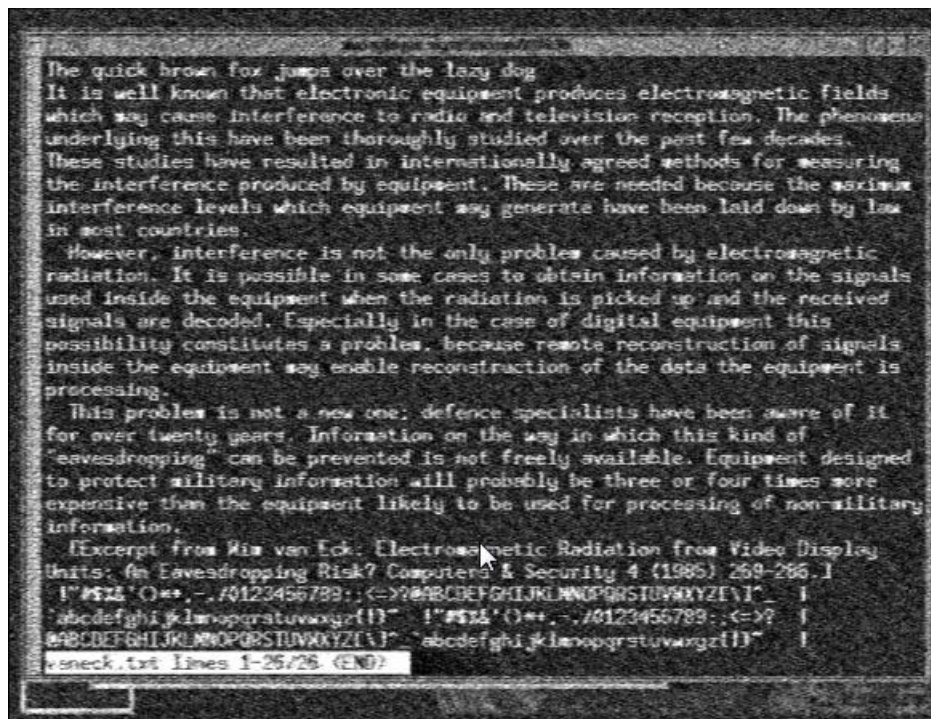 The quick brown fox jumps over the lazy dog
It is well known that electronic equipment produces electromagnetic fields
which may cause interference to radio and television reception. The phenomena
underlying this have been thoroughly studied over the past few decades.
These studies have resulted in internationally agreed methods for measuring
the interference produced by equipment. These are needed because the maximum
interference levels which equipment may generate have been laid down by law
in most countries.
However, interference is not the only problem caused by electromagnetic
radiation. It is possible in some cases to obtain information on the signals
used inside the equipment when the radiation is picked up and the received
signals are decoded. Especially in the case of digital equipment this
possibility constitutes a problem, because remote reconstruction of signals
inside the equipment may enable reconstruction of the data the equipment is
processing.
This problem is not a new one; defence specialists have been aware of it
for over twenty years. Information on the way in which this kind of
"eavesdropping" can be prevented is not freely available. Equipment designed
to protect military information will probably be three or four times more
expensive than the equipment likely to be used for processing of non-military
information.
[Excerpt from Wim van Eck: Electromagnetic Radiation from Video Display
Units: An Eavesdropping Risk? Computers & Security 4 (1985) 269-286.]
!"#$%&'()*+,-./0123456789:;<=>?@ABCDEFGHIJKLMNOPQRSTUVWXYZ[\]^_
`abcdefghijklmnopqrstuvwxyz{|}~ !"#$%&'()*+,-./0123456789:;<=>?
@ABCDEFGHIJKLMNOPQRSTUVWXYZ[\]^_`abcdefghijklmnopqrstuvwxyz{|}~
vaneck.txt lines 1-26/26 (END)